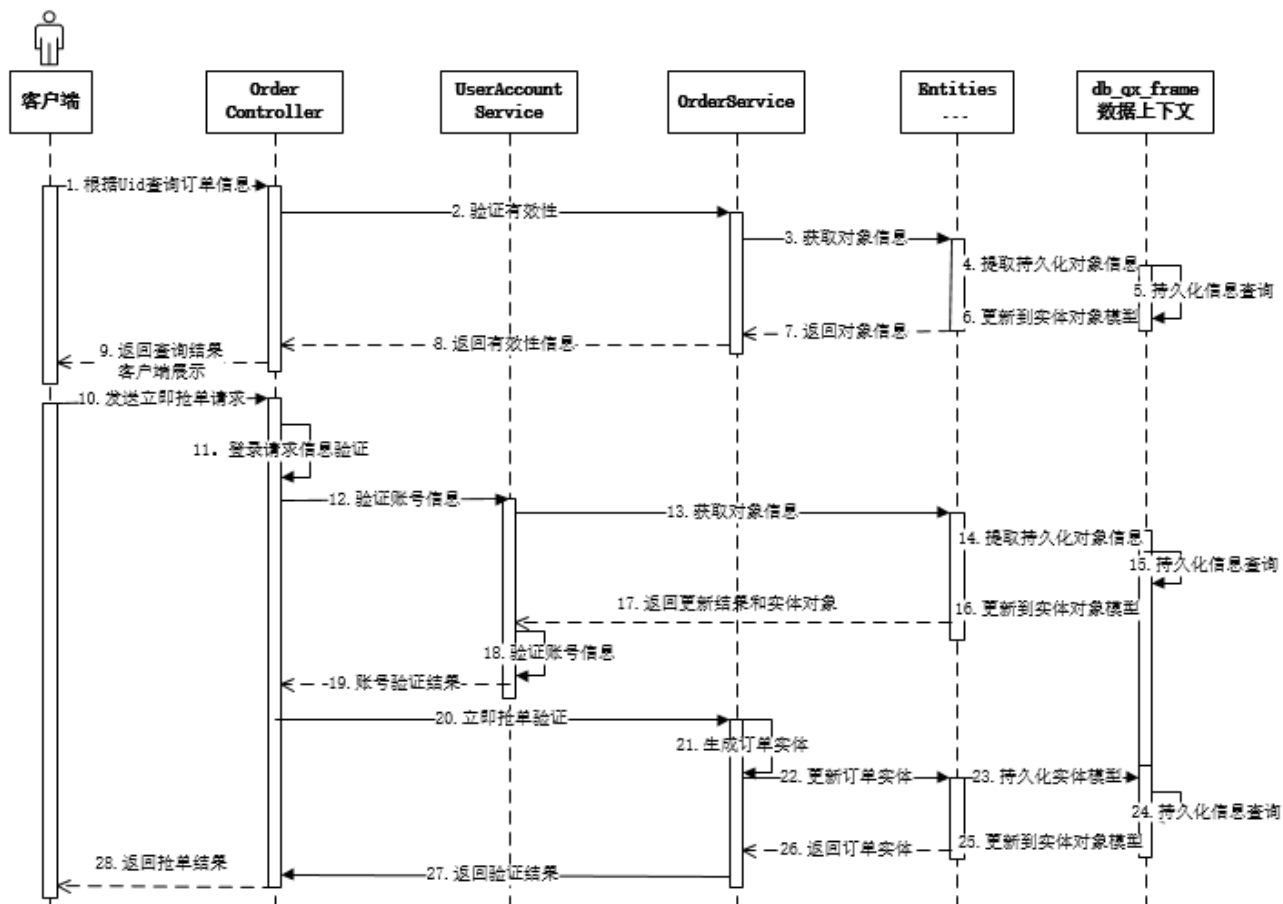 客户端
Order
Controller
UserAccount
Service
OrderService
Entities
...
db_qx_frame
数据上下文
1.根据Uid查询订单信息
2.验证有效性
3.获取对象信息
4.提取持久化对象信息
5.持久化信息查询
6.更新到实体对象模型
7.返回对象信息
8.返回有效性信息
9.返回查询结果
客户端展示
10.发送立即抢单请求
11. 登录请求信息验证
12.验证账号信息
13.获取对象信息
14.提取持久化对象信息
15.持久化信息查询
16.更新到实体对象模型
17.返回更新结果和实体对象
18.验证账号信息
19.账号验证结果
20.立即抢单验证
21.生成订单实体
22.更新订单实体
23.持久化实体模型
24.持久化信息查询
25.更新到实体对象模型
26.返回订单实体
27.返回验证结果
28.返回抢单结果